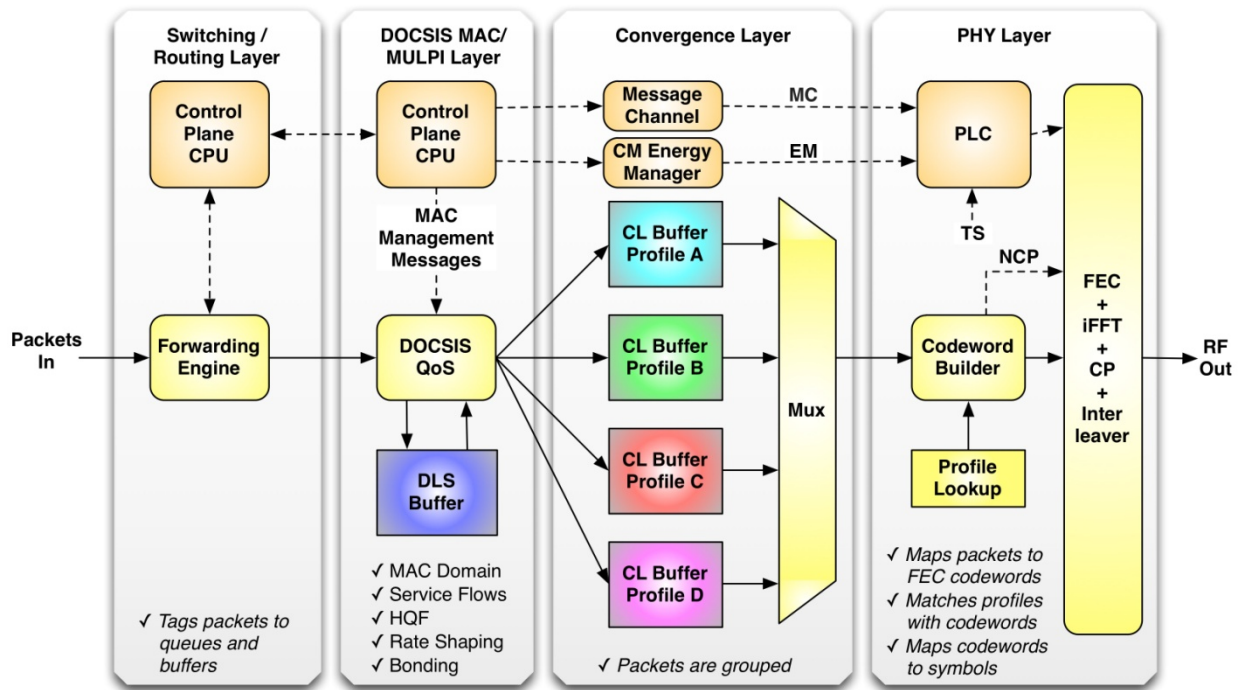 Switching /
Routing Layer
Control
Plane
CPU
Packets
In
Forwarding
Engine
✓ Tags packets to
queues and
buffers
DOCSIS MAC/
MULPI Layer
Control
Plane
CPU
MAC
Management
Messages
DOCSIS
QoS
DLS
Buffer
✓ MAC Domain
✓ Service Flows
✓ HQF
✓ Rate Shaping
✓ Bonding
Convergence Layer
Message
Channel
CM Energy
Manager
CL Buffer
Profile A
CL Buffer
Profile B
CL Buffer
Profile C
CL Buffer
Profile D
Mux
✓ Packets are grouped
PHY Layer
MC
EM
PLC
TS
NCP
Codeword
Builder
Profile
Lookup
✓ Maps packets to
FEC codewords
✓ Matches profiles
with codewords
✓ Maps codewords
to symbols
FEC
+
iFFT
+
CP
+
Inter
leaver
RF
Out